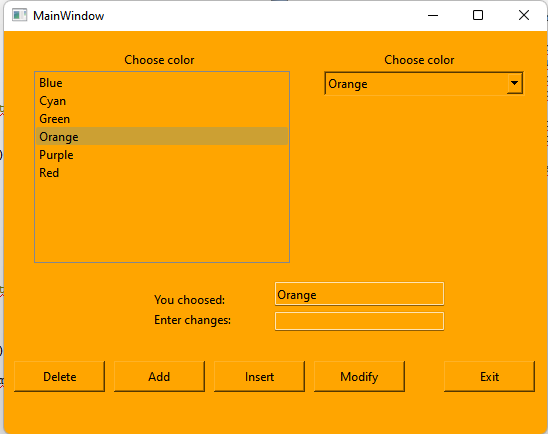 MainWindow
Choose color
Choose color
Blue
Cyan
Green
Orange
Purple
Red
Orange
You choosed:
Orange
Enter changes:
Delete
Add
Insert
Modify
Exit